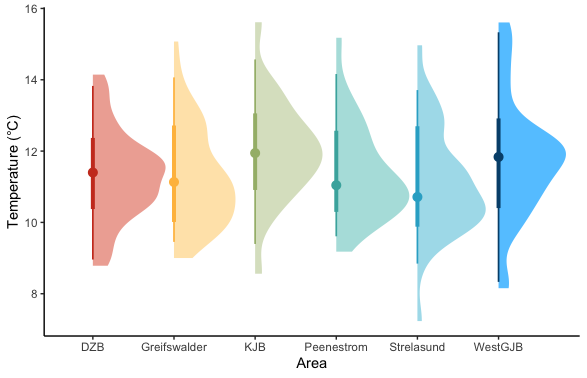 16
14
12
10
8
Temperature (°C)
DZB Greifswalder KJB Peenestrom Strelasund WestGJB
Area